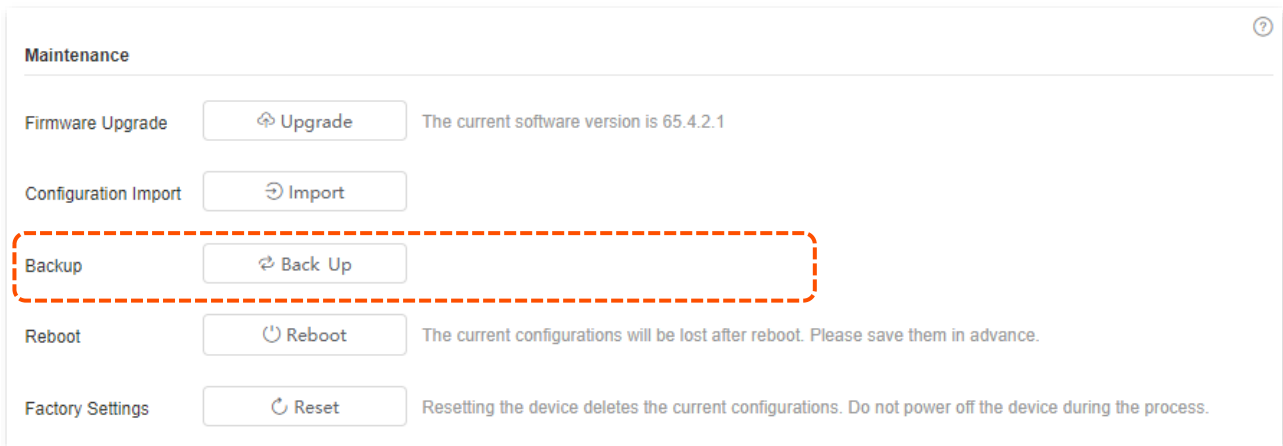 ?
Maintenance
Firmware Upgrade Upgrade The current software version is 65.4.2.1
Configuration Import Import
Backup Back Up
Reboot Reboot The current configurations will be lost after reboot. Please save them in advance.
Factory Settings Reset Resetting the device deletes the current configurations. Do not power off the device during the process.